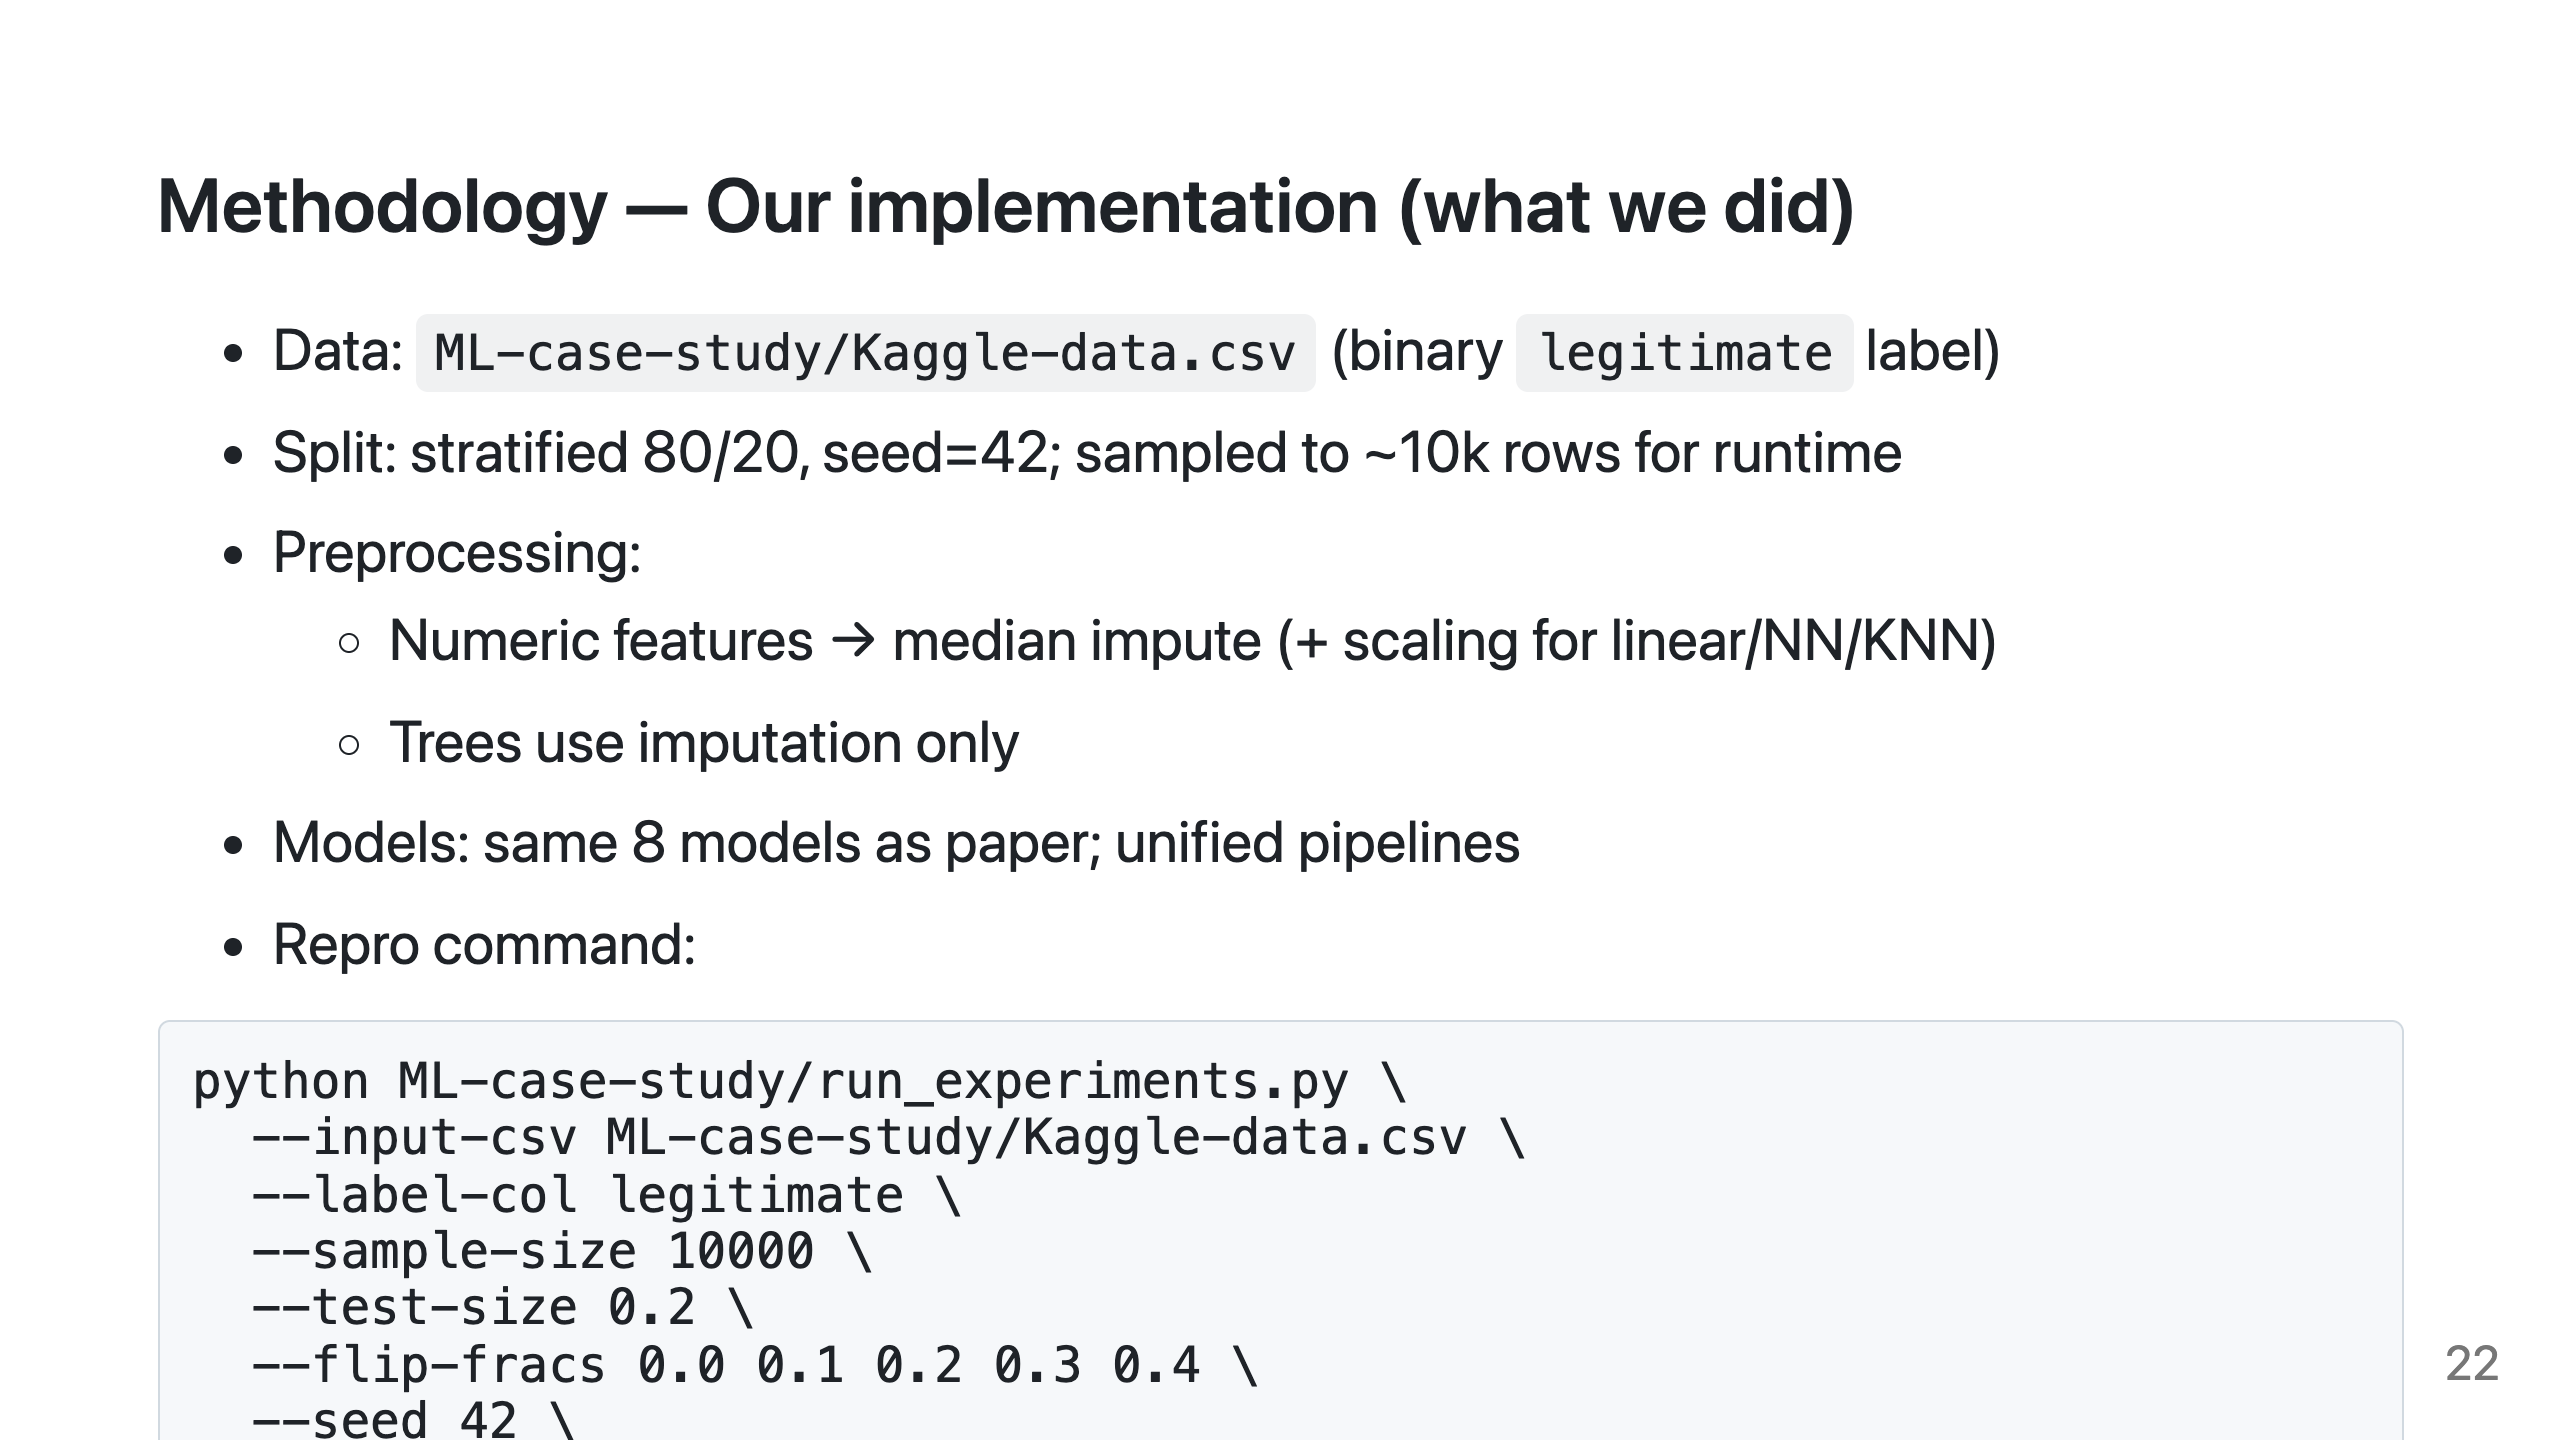 Methodology — Our implementation (what we did)
• Data: ML-case-study/Kaggle-data.csv (binary legitimate label)
• Split: stratified 80/20, seed=42; sampled to ~10k rows for runtime
• Preprocessing:
◦ Numeric features → median impute (+ scaling for linear/NN/KNN)
◦ Trees use imputation only
• Models: same 8 models as paper; unified pipelines
• Repro command:
python ML-case-study/run_experiments.py \
  --input-csv ML-case-study/Kaggle-data.csv \
  --label-col legitimate \
  --sample-size 10000 \
  --test-size 0.2 \
  --flip-fracs 0.0 0.1 0.2 0.3 0.4 \
  --seed 42 \
22